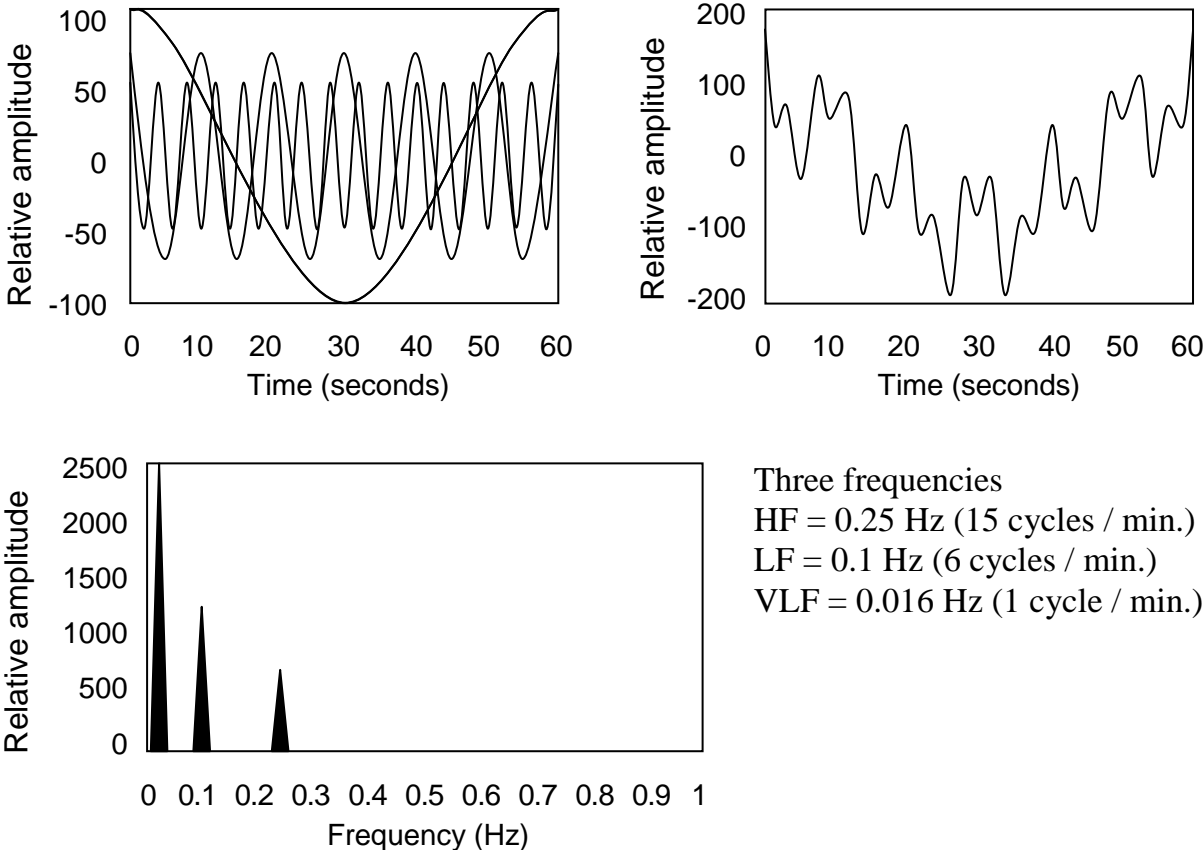 Relative amplitude
100
50
0
-50
-100
0 10 20 30 40 50 60
Time (seconds)
Relative amplitude
200
100
0
-100
-200
0 10 20 30 40 50 60
Time (seconds)
Relative amplitude
2500
2000
1500
1000
500
0
0 0.1 0.2 0.3 0.4 0.5 0.6 0.7 0.8 0.9 1
Frequency (Hz)
Three frequencies
HF = 0.25 Hz (15 cycles / min.)
LF = 0.1 Hz (6 cycles / min.)
VLF = 0.016 Hz (1 cycle / min.)